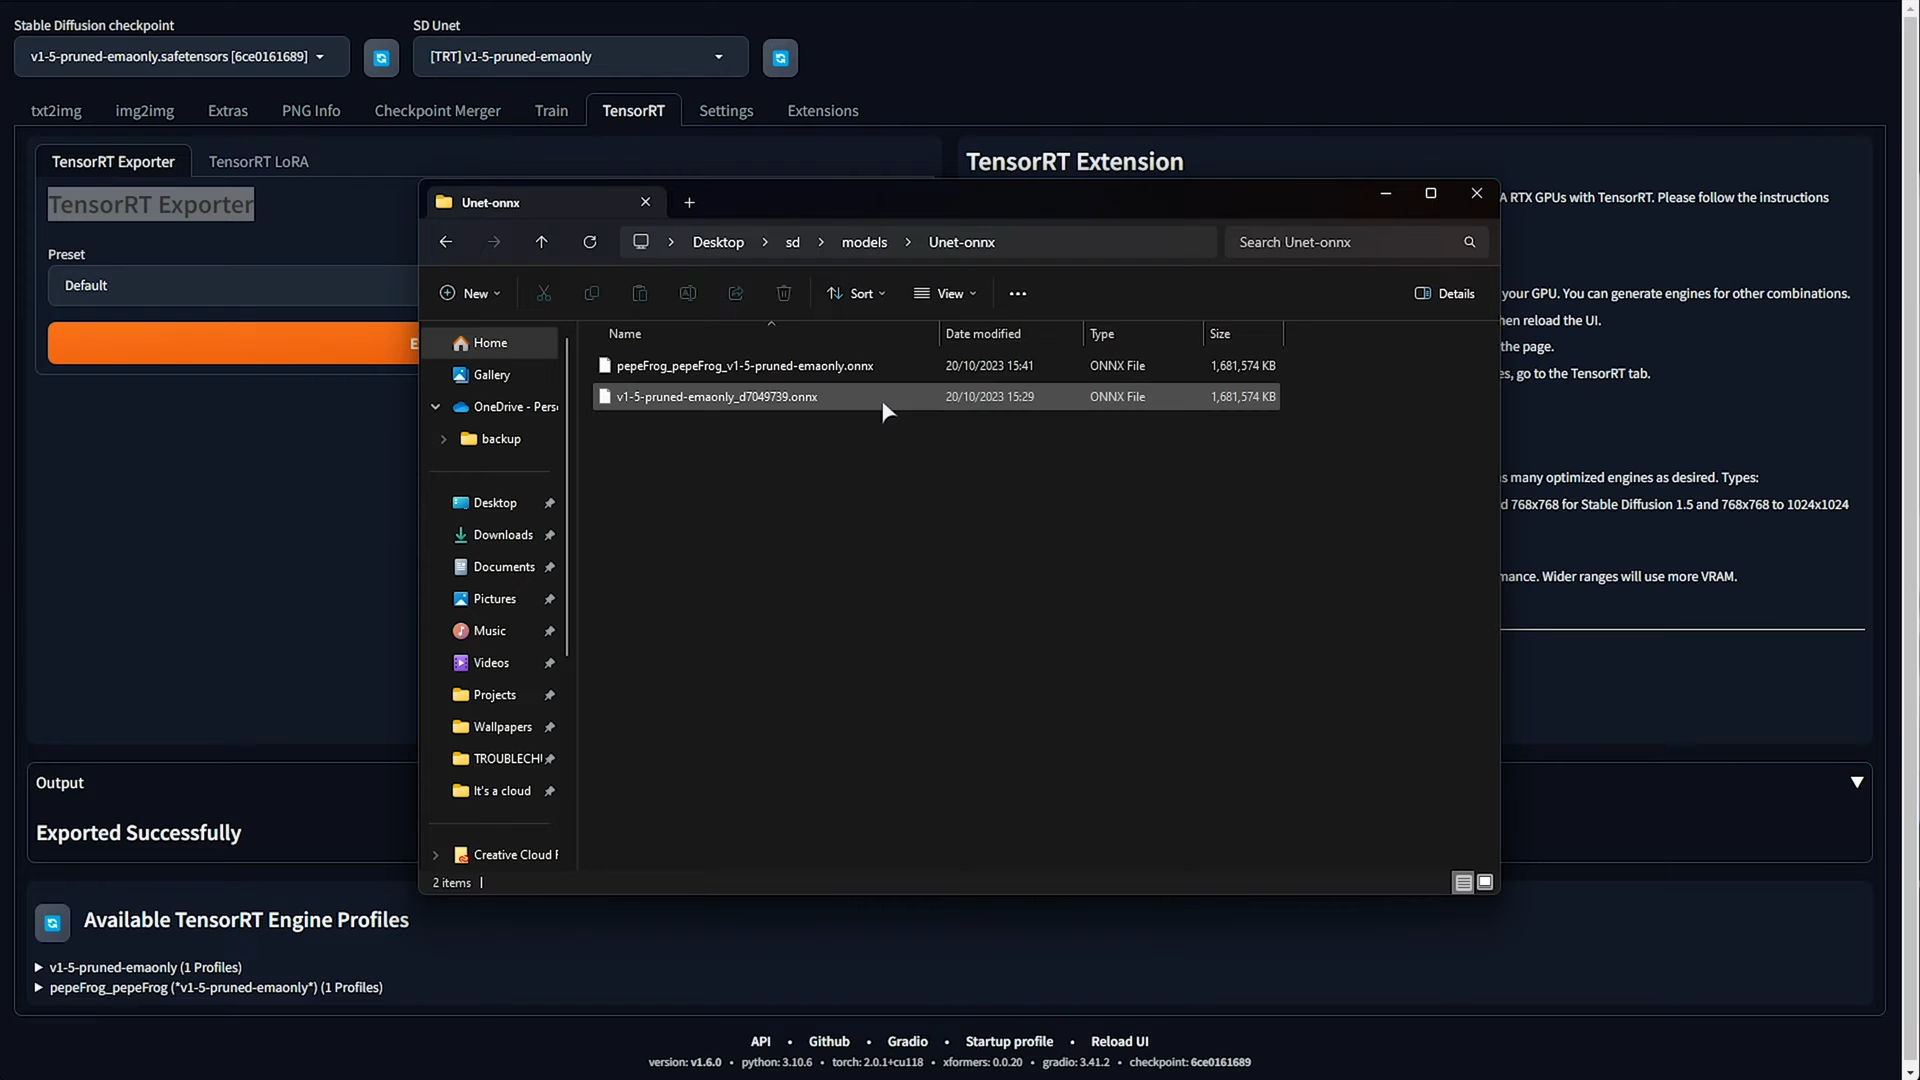 Stable Diffusion checkpoint
SD Unet
v1-5-pruned-emaonly.safetensors [6ce0161689]
[TRT] v1-5-pruned-emaonly
txt2img img2img Extras PNG Info Checkpoint Merger Train TensorRT Settings Extensions
TensorRT Exporter TensorRT LoRA
TensorRT Extension
TensorRT Exporter
A RTX GPUs with TensorRT. Please follow the instructions
Unet-onnx
Desktop sd models Unet-onnx
Search Unet-onnx
Preset
Default
New Sort View Details
your GPU. You can generate engines for other combinations.
en reload the UI.
the page.
s, go to the TensorRT tab.
Name Date modified Type Size
pepeFrog_pepeFrog_v1-5-pruned-emaonly.onnx 20/10/2023 15:41 ONNX File 1,681,574 KB
v1-5-pruned-emaonly_d7049739.onnx 20/10/2023 15:29 ONNX File 1,681,574 KB
Home
Gallery
OneDrive - Pers
backup
Desktop
Downloads
Documents
Pictures
Music
Videos
Projects
Wallpapers
TROUBLECH
It's a cloud
Creative Cloud F
2 items
s many optimized engines as desired. Types:
d 768x768 for Stable Diffusion 1.5 and 768x768 to 1024x1024
mance. Wider ranges will use more VRAM.
Output
Exported Successfully
Available TensorRT Engine Profiles
v1-5-pruned-emaonly (1 Profiles)
pepeFrog_pepeFrog (*v1-5-pruned-emaonly*) (1 Profiles)
API • Github • Gradio • Startup profile • Reload UI
version: v1.6.0 • python: 3.10.6 • torch: 2.0.1+cu118 • xformers: 0.0.20 • gradio: 3.41.2 • checkpoint: 6ce0161689